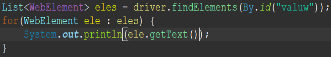 List<WebElement> eles = driver.findElements(By.id("valuw"));
for(WebElement ele : eles) {
    System.out.println(ele.getText());
}